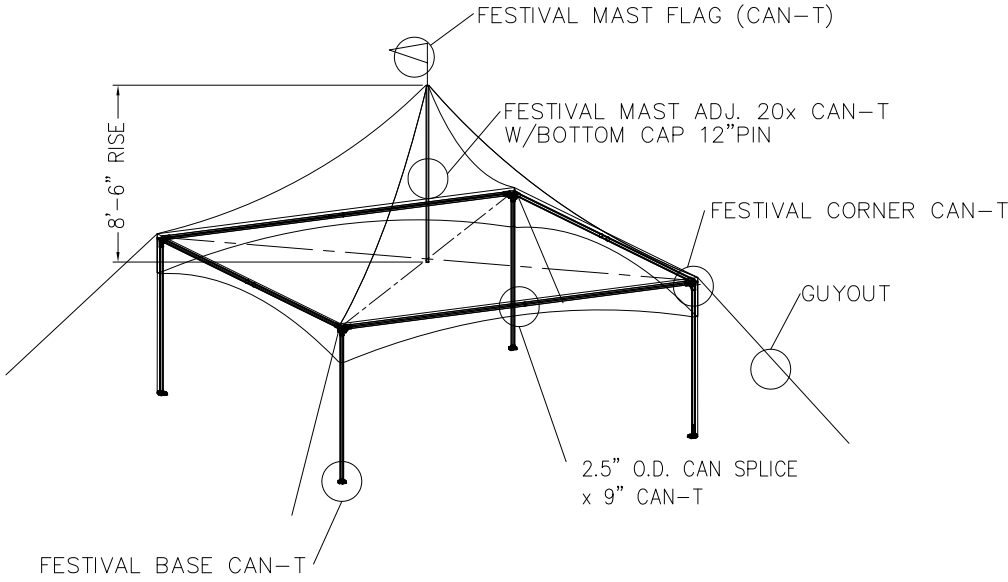 FESTIVAL MAST FLAG (CAN-T)
FESTIVAL MAST ADJ. 20x CAN-T
W/BOTTOM CAP 12"PIN
8'-6" RISE
FESTIVAL CORNER CAN-T
GUYOUT
2.5" O.D. CAN SPLICE
x 9" CAN-T
FESTIVAL BASE CAN-T